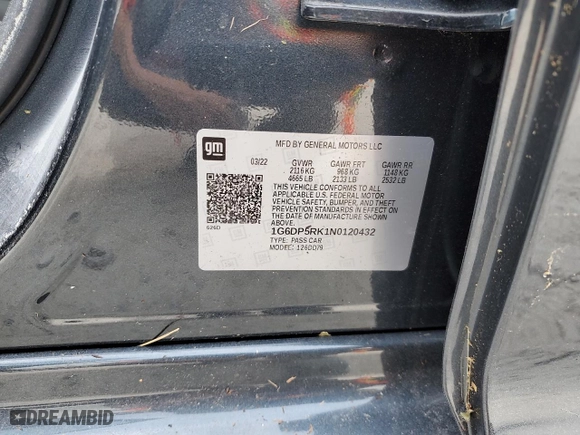 gm
MFD BY GENERAL MOTORS LLC
03/22 GVWR GAWR FRT GAWR RR
2116 KG 968 KG 1148 KG
4665 LB 2133 LB 2532 LB
THIS VEHICLE CONFORMS TO ALL
APPLICABLE U.S. FEDERAL MOTOR
VEHICLE SAFETY, BUMPER, AND THEFT
PREVENTION STANDARDS IN EFFECT ON
THE DATE OF MANUFACTURE SHOWN
ABOVE.
1G6DP5RK1N0120432
TYPE: PASS CAR
MODEL: 126DD79
DREAMBID